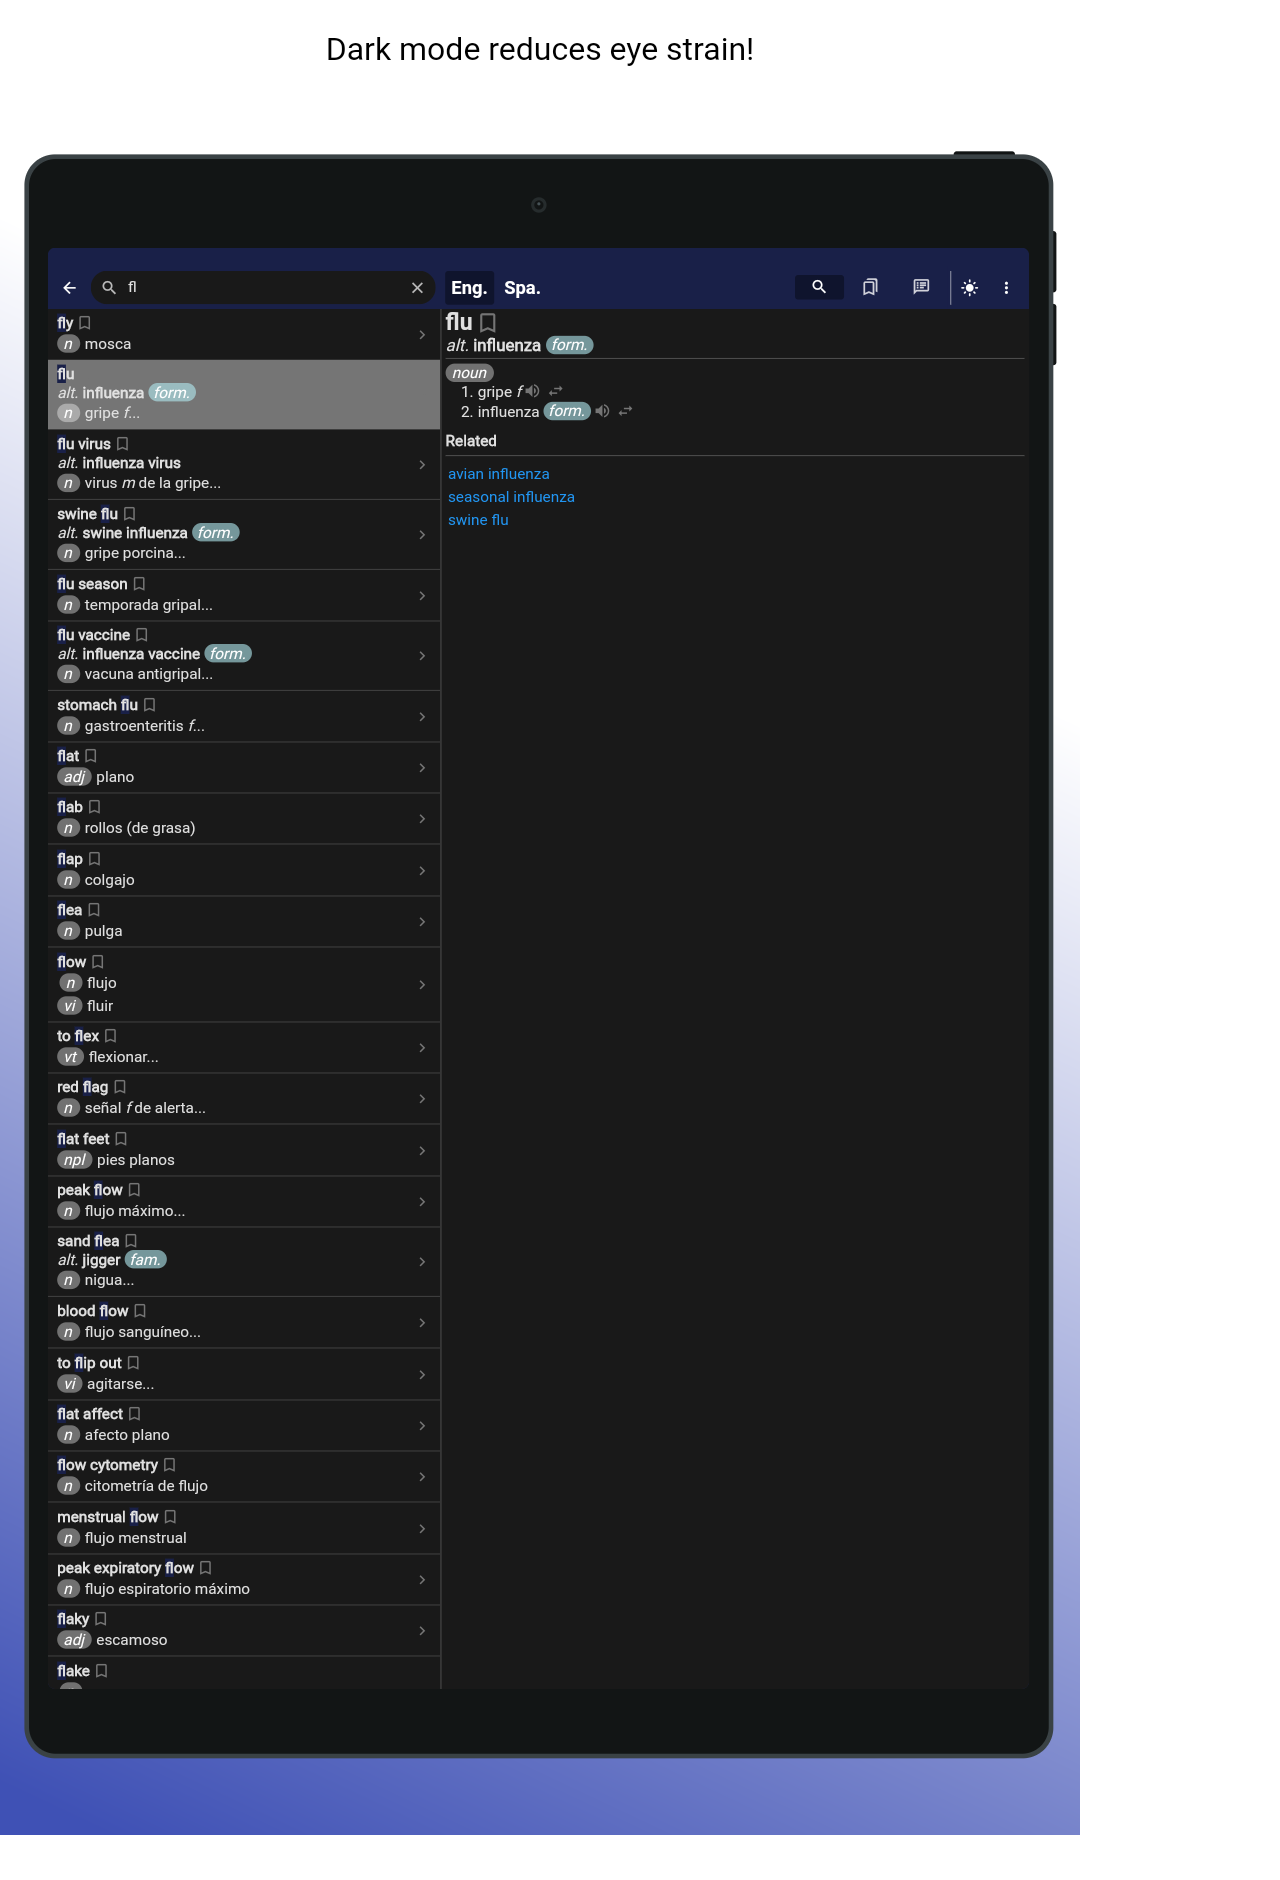 Dark mode reduces eye strain!
fl
Eng. Spa.
fly
n mosca
flu
alt. influenza form.
n gripe f...
flu virus
alt. influenza virus
n virus m de la gripe...
swine flu
alt. swine influenza form.
n gripe porcina...
flu season
n temporada gripal...
flu vaccine
alt. influenza vaccine form.
n vacuna antigripal...
stomach flu
n gastroenteritis f...
flat
adj plano
flab
n rollos (de grasa)
flap
n colgajo
flea
n pulga
flow
n flujo
vi fluir
to flex
vt flexionar...
red flag
n señal f de alerta...
flat feet
npl pies planos
peak flow
n flujo máximo...
sand flea
alt. jigger fam.
n nigua...
blood flow
n flujo sanguíneo...
to flip out
vi agitarse...
flat affect
n afecto plano
flow cytometry
n citometría de flujo
menstrual flow
n flujo menstrual
peak expiratory flow
n flujo espiratorio máximo
flaky
adj escamoso
flake
flu
alt. influenza form.
noun
1. gripe f
2. influenza form.
Related
avian influenza
seasonal influenza
swine flu